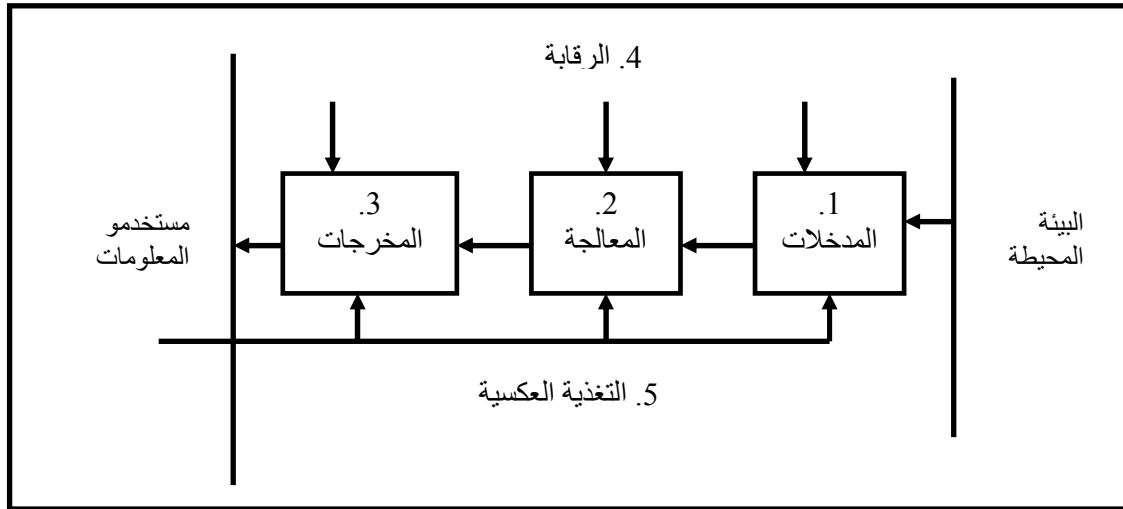 4. الرقابة
البيئة
المحيطة
1.
المدخلات
2.
المعالجة
3.
المخرجات
مستخدمو
المعلومات
5. التغذية العكسية